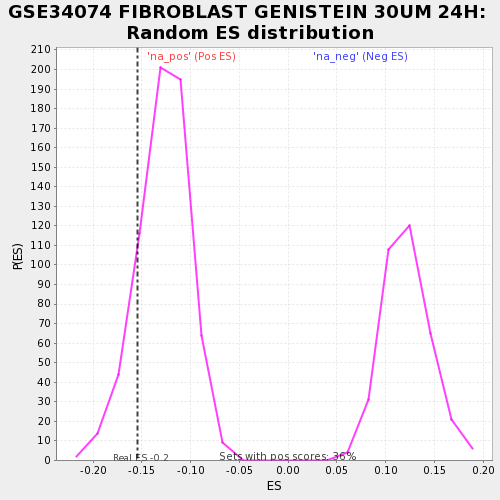 GSE34074 FIBROBLAST GENISTEIN 30UM 24H:
Random ES distribution
'na_pos' (Pos ES)
'na_neg' (Neg ES)
210
200
190
180
170
160
150
140
130
120
110
100
90
80
70
60
50
40
30
20
10
0
P(ES)
Real ES -0.2
Sets with pos scores: 36%
-0.20 -0.15 -0.10 -0.05 0.00 0.05 0.10 0.15 0.20
ES